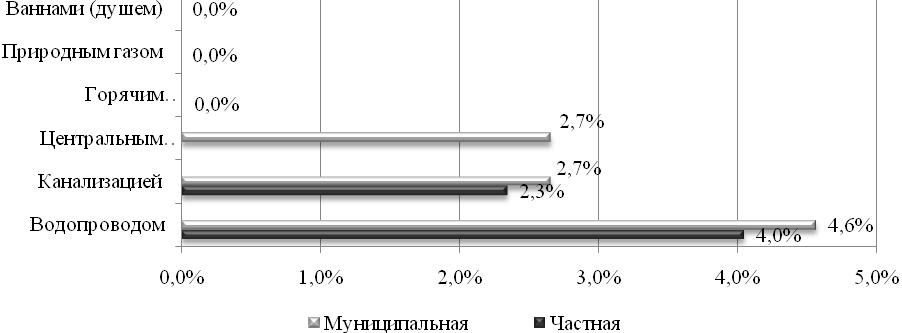 Ваннами (душем) 0,0%
Природным газом 0,0%
Горячим.. 0,0%
Центральным.. 2,7%
Канализацией 2,7%
2,3%
Водопроводом 4,6%
4,0%
0,0% 1,0% 2,0% 3,0% 4,0% 5,0%
Муниципальная Частная